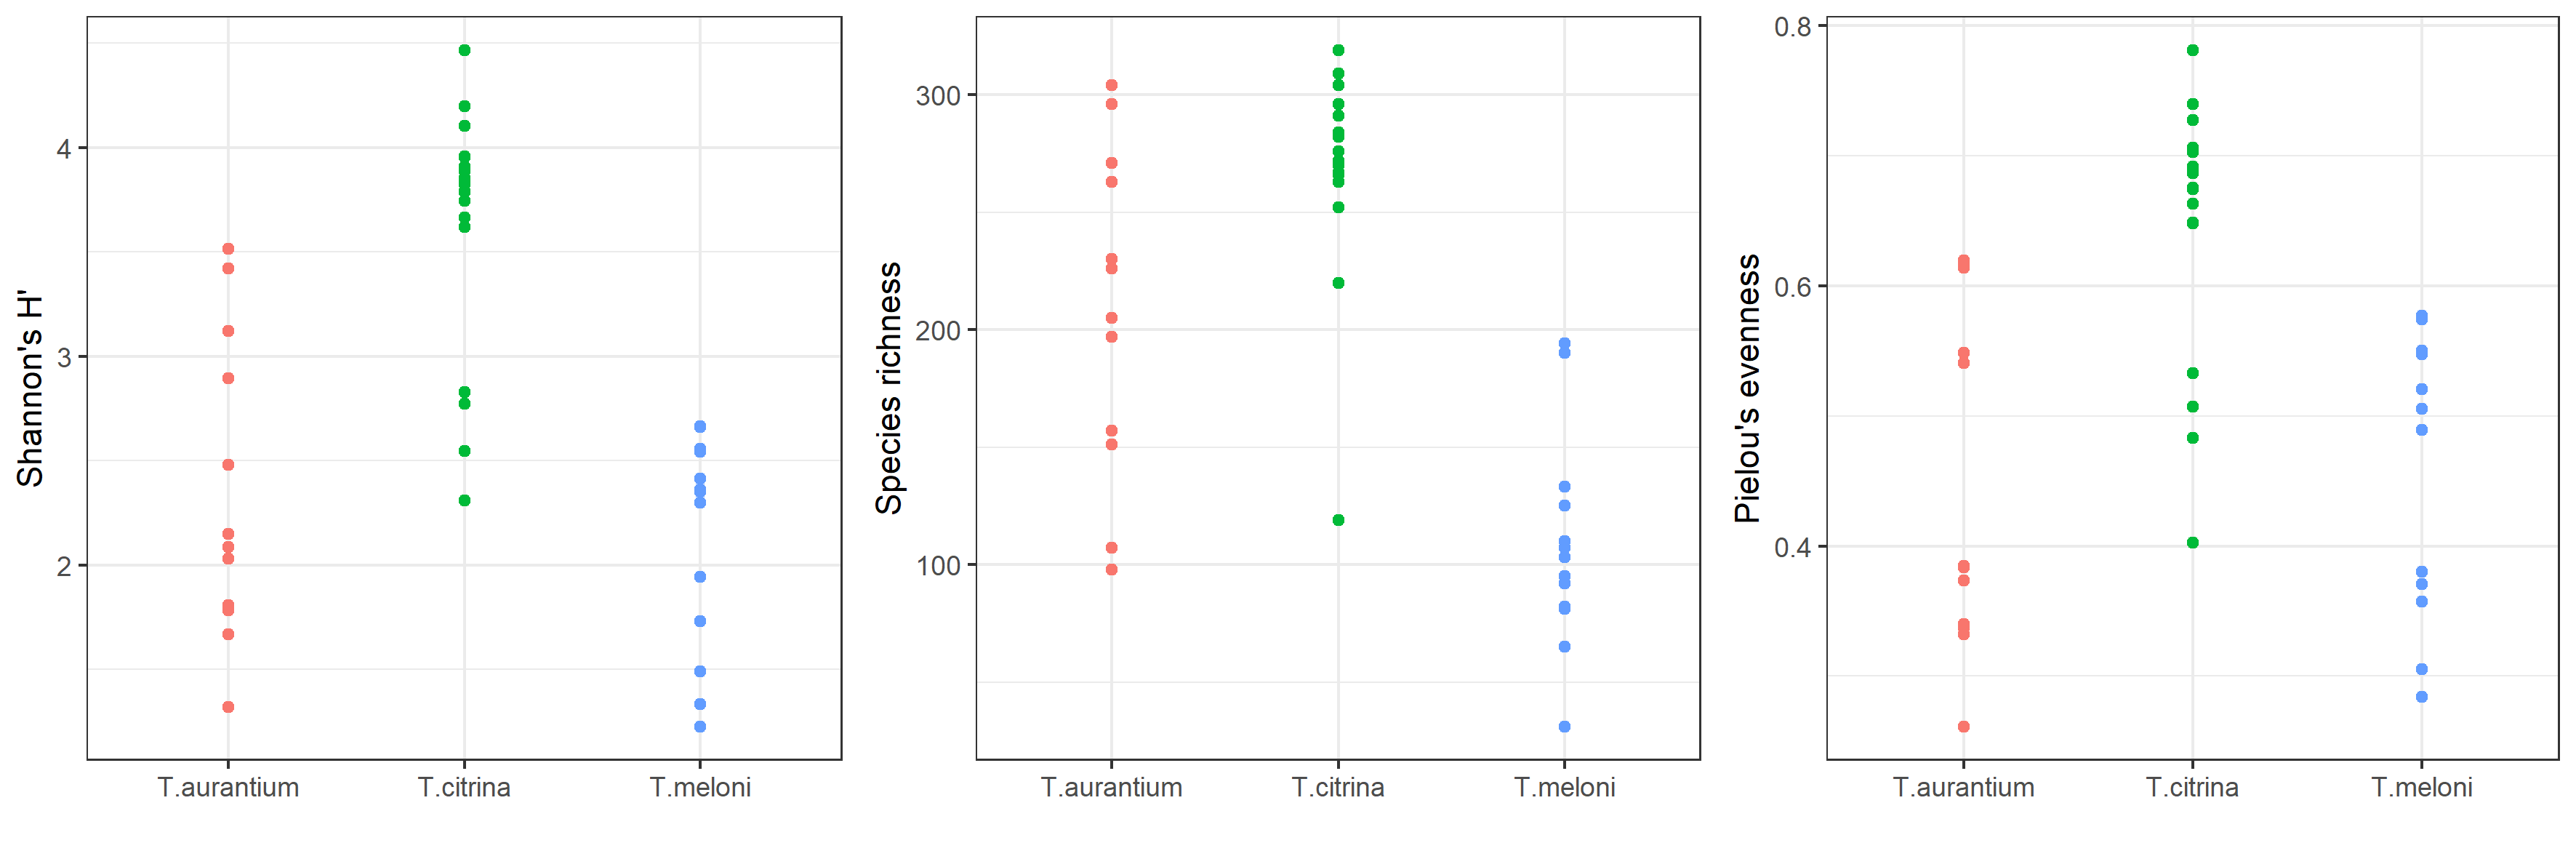 Shannon's H'
4
3
2
T.aurantium
T.citrina
T.meloni
Species richness
300
200
100
T.aurantium
T.citrina
T.meloni
Pielou's evenness
0.8
0.6
0.4
T.aurantium
T.citrina
T.meloni